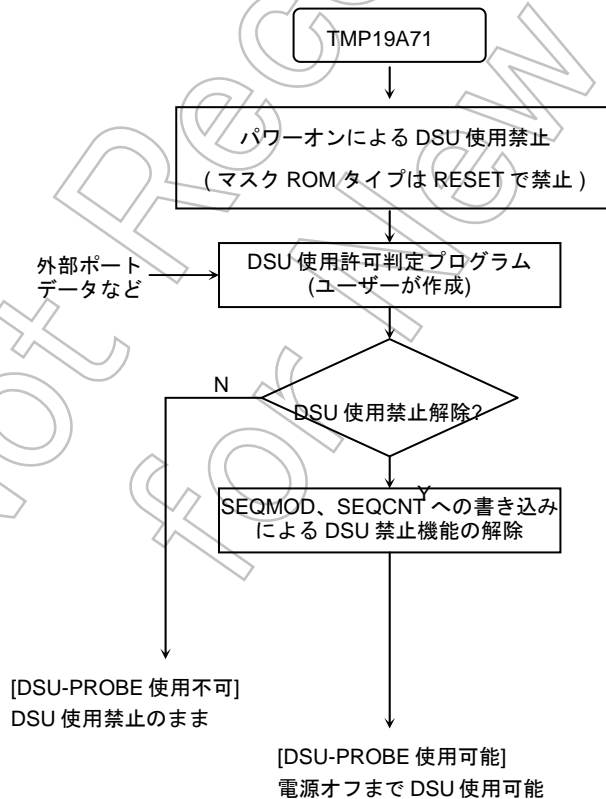 TMP19A71
パワーオンによる DSU 使用禁止
( マスク ROM タイプは RESET で禁止 )
外部ポート
データなど
DSU 使用許可判定プログラム
(ユーザーが作成)
N
DSU 使用禁止解除?
Y
SEQMOD、SEQCNT への書き込み
による DSU 禁止機能の解除
[DSU-PROBE 使用不可]
DSU 使用禁止のまま
[DSU-PROBE 使用可能]
電源オフまで DSU 使用可能
Not Rec
for New